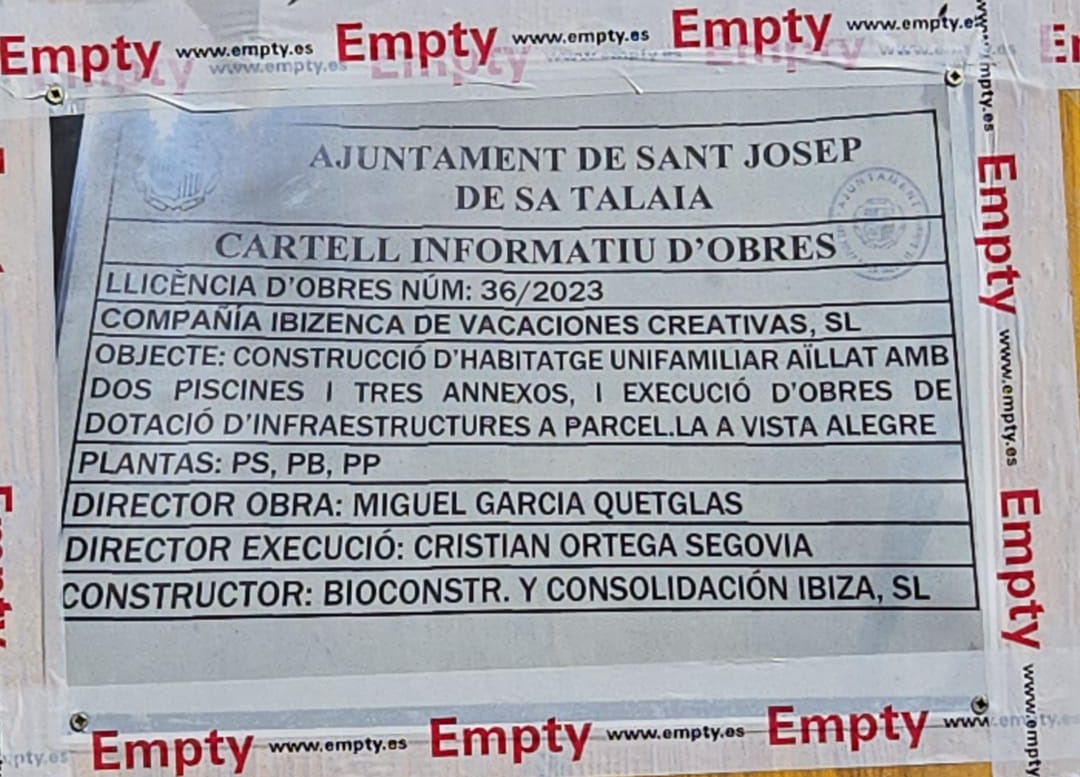 Empty www.empty.es Empty www.empty.es Empty www.empty.es
AJUNTAMENT DE SANT JOSEP
DE SA TALAIA
AJUNTAMENT
CARTELL INFORMATIU D'OBRES
LLICÈNCIA D'OBRES NÚM: 36/2023
COMPAÑÍA IBIZENCA DE VACACIONES CREATIVAS, SL
OBJECTE: CONSTRUCCIÓ D'HABITATGE UNIFAMILIAR AÏLLAT AMB
DOS PISCINES I TRES ANNEXOS, I EXECUCIÓ D'OBRES DE
DOTACIÓ D'INFRAESTRUCTURES A PARCEL.LA A VISTA ALEGRE
PLANTAS: PS, PB, PP
DIRECTOR OBRA: MIGUEL GARCIA QUETGLAS
DIRECTOR EXECUCIÓ: CRISTIAN ORTEGA SEGOVIA
CONSTRUCTOR: BIOCONSTR. Y CONSOLIDACIÓN IBIZA, SL
Empty www.empty.es Empty www.empty.es Empty www.
Empty www.empty.es Empty www.empty.es